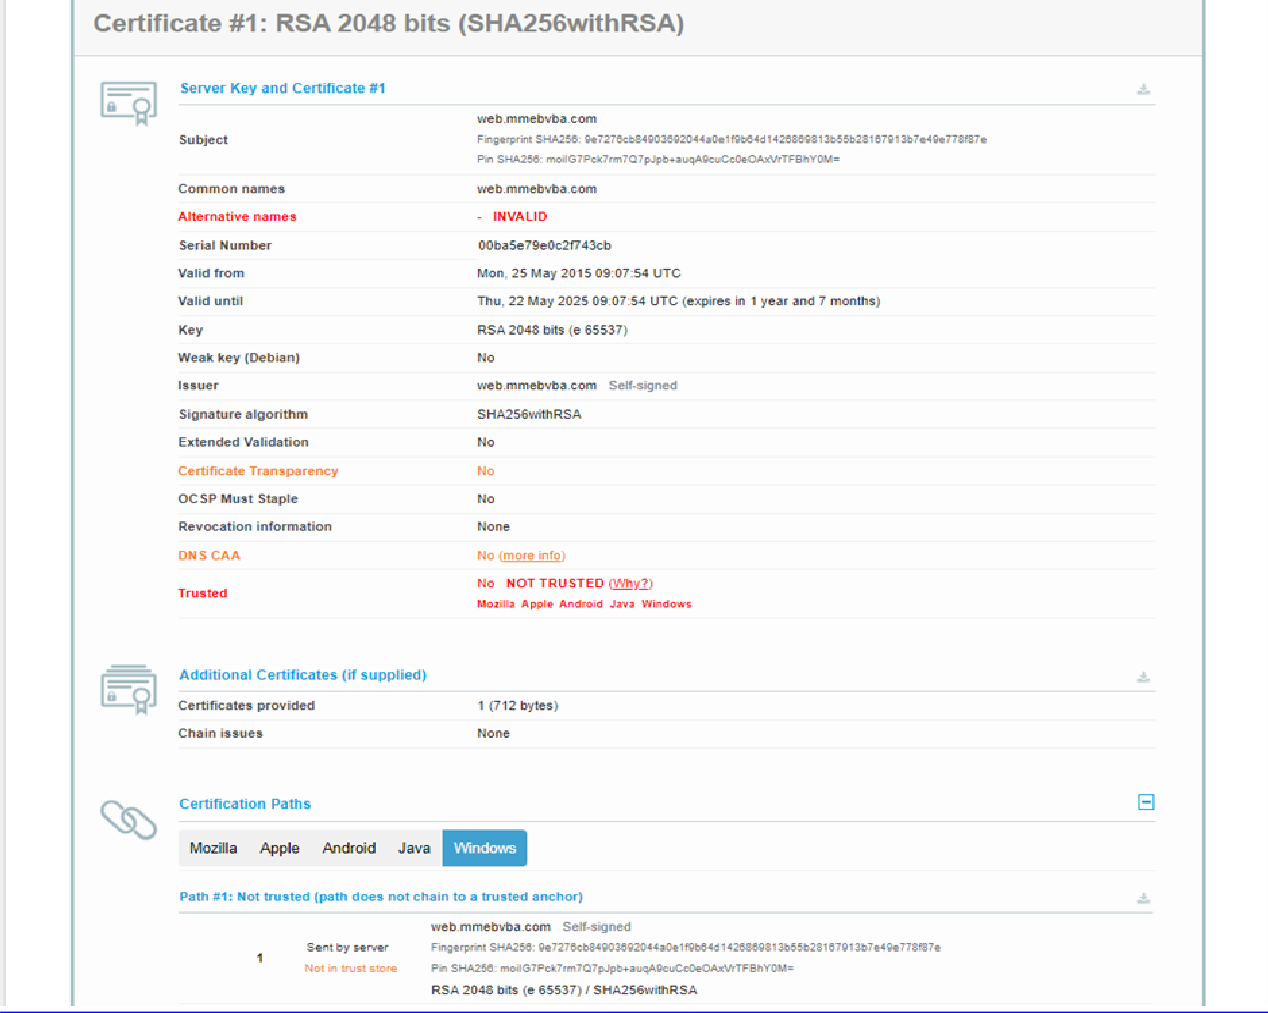 Certificate #1: RSA 2048 bits (SHA256withRSA)
Server Key and Certificate #1
Subject
web.mmebvba.com
Fingerprint SHA256: 9e7276cb84903692044a0e1f9b64d1426869813b55b28167913b7e49e778f87e
Pin SHA256: moiIG7Pck7rm7Q7pJpb+auqA9cuCc0eOAxVrTFBhY0M=
Common names web.mmebvba.com
Alternative names - INVALID
Serial Number 00ba5e79e0c2f743cb
Valid from Mon, 25 May 2015 09:07:54 UTC
Valid until Thu, 22 May 2025 09:07:54 UTC (expires in 1 year and 7 months)
Key RSA 2048 bits (e 65537)
Weak key (Debian) No
Issuer web.mmebvba.com Self-signed
Signature algorithm SHA256withRSA
Extended Validation No
Certificate Transparency No
OCSP Must Staple No
Revocation information None
DNS CAA No (more info)
Trusted
No NOT TRUSTED (Why?)
Mozilla Apple Android Java Windows
Additional Certificates (if supplied)
Certificates provided 1 (712 bytes)
Chain issues None
Certification Paths
Mozilla Apple Android Java Windows
Path #1: Not trusted (path does not chain to a trusted anchor)
1
Sent by server
Not in trust store
web.mmebvba.com Self-signed
Fingerprint SHA256: 9e7276cb84903692044a0e1f9b64d1426869813b55b28167913b7e49e778f87e
Pin SHA256: moiIG7Pck7rm7Q7pJpb+auqA9cuCc0eOAxVrTFBhY0M=
RSA 2048 bits (e 65537) / SHA256withRSA